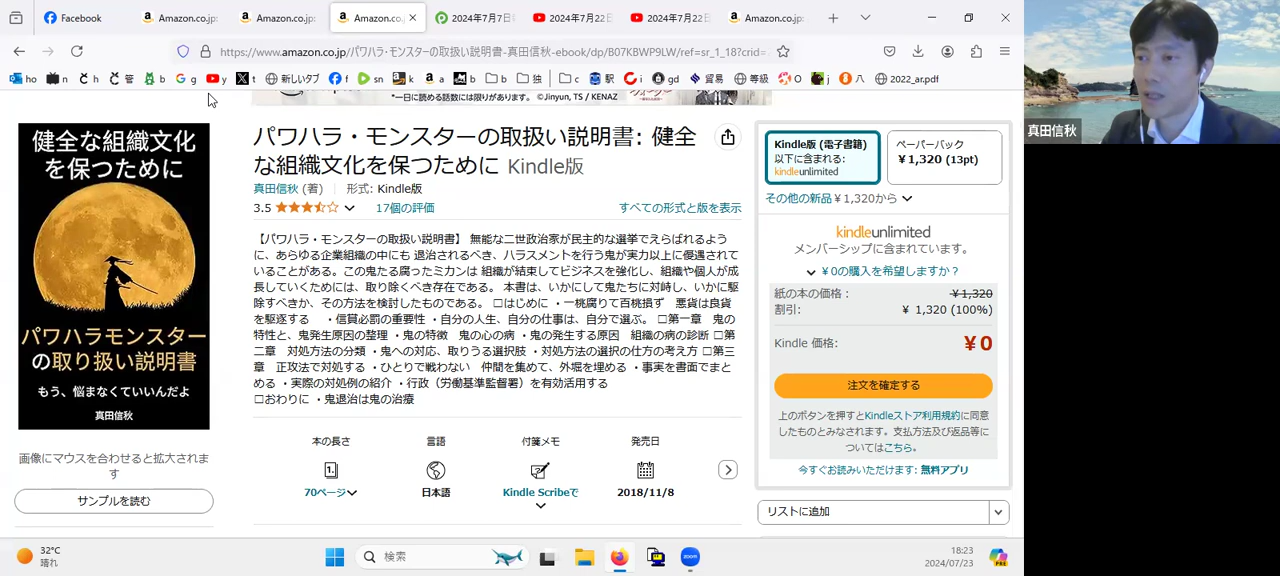 Facebook
Amazon.co.jp:
Amazon.co.jp:
Amazon.co.
2024年7月7日
2024年7月22日
2024年7月22日
Amazon.co.jp:
https://www.amazon.co.jp/パワハラ・モンスターの取扱い説明書-真田信秋-ebook/dp/B07KBWP9LW/ref=sr_1_18?crid=
ho
n
h
管
b
g
y
t
新しいタブ
f
sn
k
a
b
b
独
c
駅
i
gd
貿易
等級
O
j
八
2022_ar.pdf
*一日に読める話数には限りがあります。 ©Jinyun, TS / KENAZ
健全な組織文化
を保つために
パワハラモンスター
の取り扱い説明書
もう、悩まなくていいんだよ
真田信秋
画像にマウスを合わせると拡大されま
す
サンプルを読む
パワハラ・モンスターの取扱い説明書: 健全
な組織文化を保つために Kindle版
真田信秋 (著) 形式: Kindle版
3.5 17個の評価 すべての形式と版を表示
【パワハラ・モンスターの取扱い説明書】 無能な二世政治家が民主的な選挙でえらばれるよう
に、あらゆる企業組織の中にも 退治されるべき、ハラスメントを行う鬼が実力以上に優遇されて
いることがある。この鬼たる腐ったミカンは 組織が結束してビジネスを強化し、組織や個人が成
長していくためには、取り除くべき存在である。 本書は、いかにして鬼たちに対峙し、いかに駆
除すべきか、その方法を検討したものである。 □はじめに ・一桃腐りて百桃損ず 悪貨は良貨
を駆逐する ・信賞必罰の重要性 ・自分の人生、自分の仕事は、自分で選ぶ。 □第一章 鬼の
特性と、鬼発生原因の整理 ・鬼の特徴 鬼の心の病 ・鬼の発生する原因 組織の病の診断 □第
二章 対処方法の分類 ・鬼への対応、取りうる選択肢 ・対処方法の選択の仕方の考え方 □第三
章 正攻法で対処する ・ひとりで戦わない 仲間を集めて、外堀を埋める ・事実を書面でまと
める ・実際の対処例の紹介 ・行政（労働基準監督署）を有効活用する
□おわりに ・鬼退治は鬼の治療
本の長さ
70ページ
言語
日本語
付箋メモ
Kindle Scribeで
発売日
2018/11/8
Kindle版 (電子書籍)
以下に含まれる:
kindleunlimited
ペーパーバック
￥1,320 (13pt)
その他の新品 ¥ 1,320から
kindleunlimited
メンバーシップに含まれています。
￥0の購入を希望しますか？
紙の本の価格： ￥1,320
割引: ￥ 1,320 (100%)
Kindle 価格: ￥0
注文を確定する
上のボタンを押すとKindleストア利用規約に同意
したものとみなされます。支払方法及び返品等に
ついてはこちら。
今すぐお読みいただけます: 無料アプリ
リストに追加
真田信秋
32°C
晴れ
検索
zoom
PRE
18:23
2024/07/23